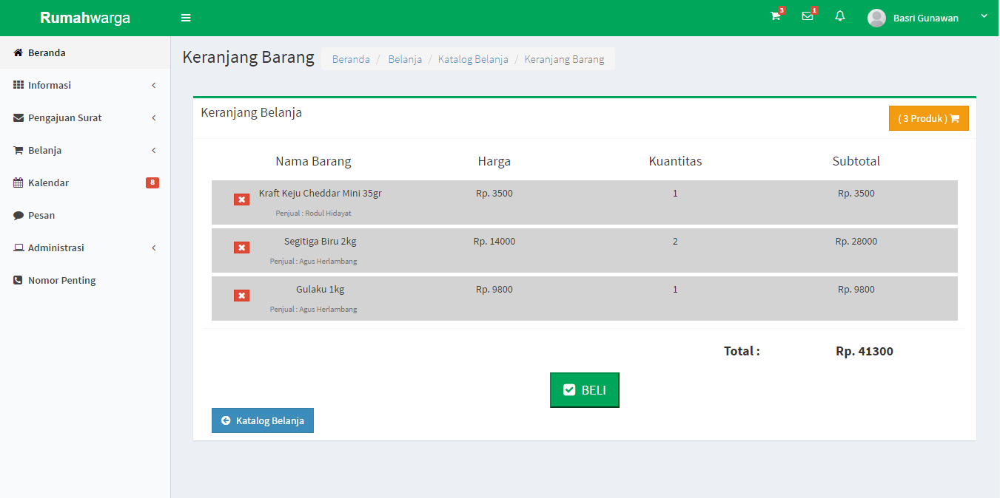 Rumahwarga
3
1
Basri Gunawan
Beranda
Informasi
Pengajuan Surat
Belanja
Kalendar 8
Pesan
Administrasi
Nomor Penting
Keranjang Barang
Beranda / Belanja / Katalog Belanja / Keranjang Barang
Keranjang Belanja
( 3 Produk )
Nama Barang Harga Kuantitas Subtotal
Kraft Keju Cheddar Mini 35gr Rp. 3500 1 Rp. 3500
Penjual : Rodul Hidayat
Segitiga Biru 2kg Rp. 14000 2 Rp. 28000
Penjual : Agus Herlambang
Gulaku 1kg Rp. 9800 1 Rp. 9800
Penjual : Agus Herlambang
Total : Rp. 41300
BELI
Katalog Belanja